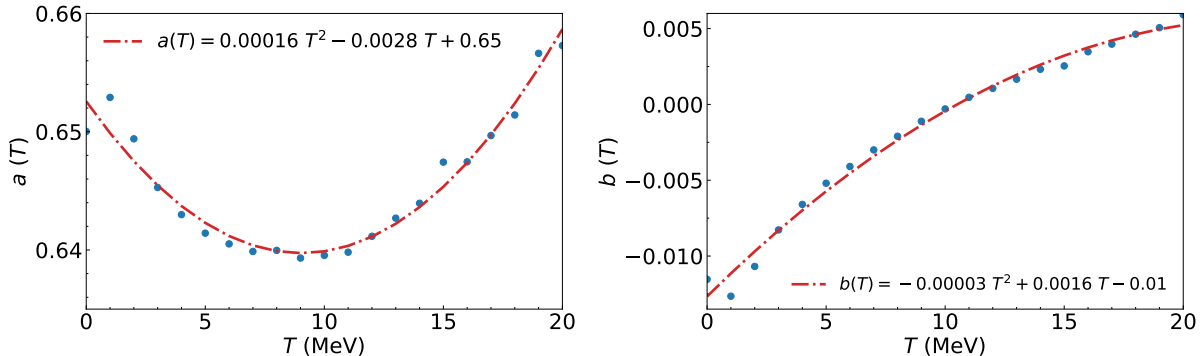 0.66
0.65
0.64
a (T)
a(T) = 0.00016 T² − 0.0028 T + 0.65
0 5 10 15 20
T (MeV)
0.005
0.000
−0.005
−0.010
b (T)
b(T) = −0.00003 T² + 0.0016 T − 0.01
0 5 10 15 20
T (MeV)